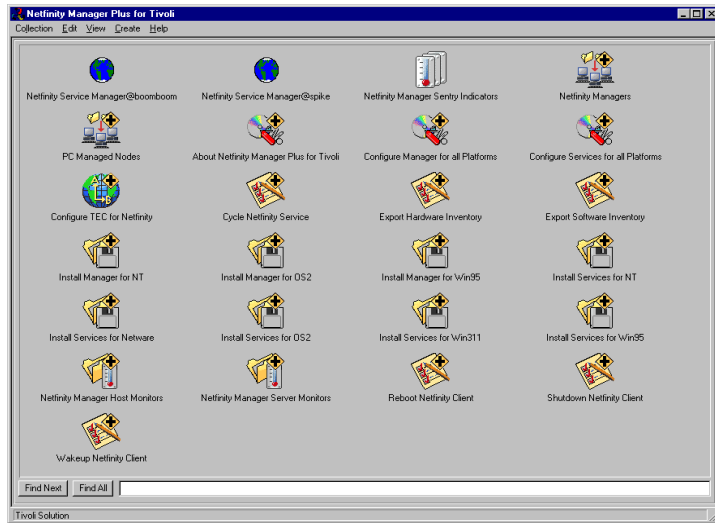 Netfinity Manager Plus for Tivoli
Collection Edit View Create Help
Netfinity Service Manager@boomboom
Netfinity Service Manager@spike
Netfinity Manager Sentry Indicators
Netfinity Managers
PC Managed Nodes
About Netfinity Manager Plus for Tivoli
Configure Manager for all Platforms
Configure Services for all Platforms
Configure TEC for Netfinity
Cycle Netfinity Service
Export Hardware Inventory
Export Software Inventory
Install Manager for NT
Install Manager for OS2
Install Manager for Win95
Install Services for NT
Install Services for Netware
Install Services for OS2
Install Services for Win311
Install Services for Win95
Netfinity Manager Host Monitors
Netfinity Manager Server Monitors
Reboot Netfinity Client
Shutdown Netfinity Client
Wakeup Netfinity Client
Find Next Find All
Tivoli Solution